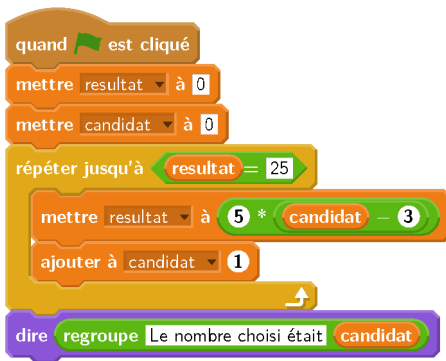 quand est cliqué
mettre resultat à 0
mettre candidat à 0
répéter jusqu'à resultat = 25
mettre resultat à 5 * candidat − 3
ajouter à candidat 1
dire regroupe Le nombre choisi était candidat